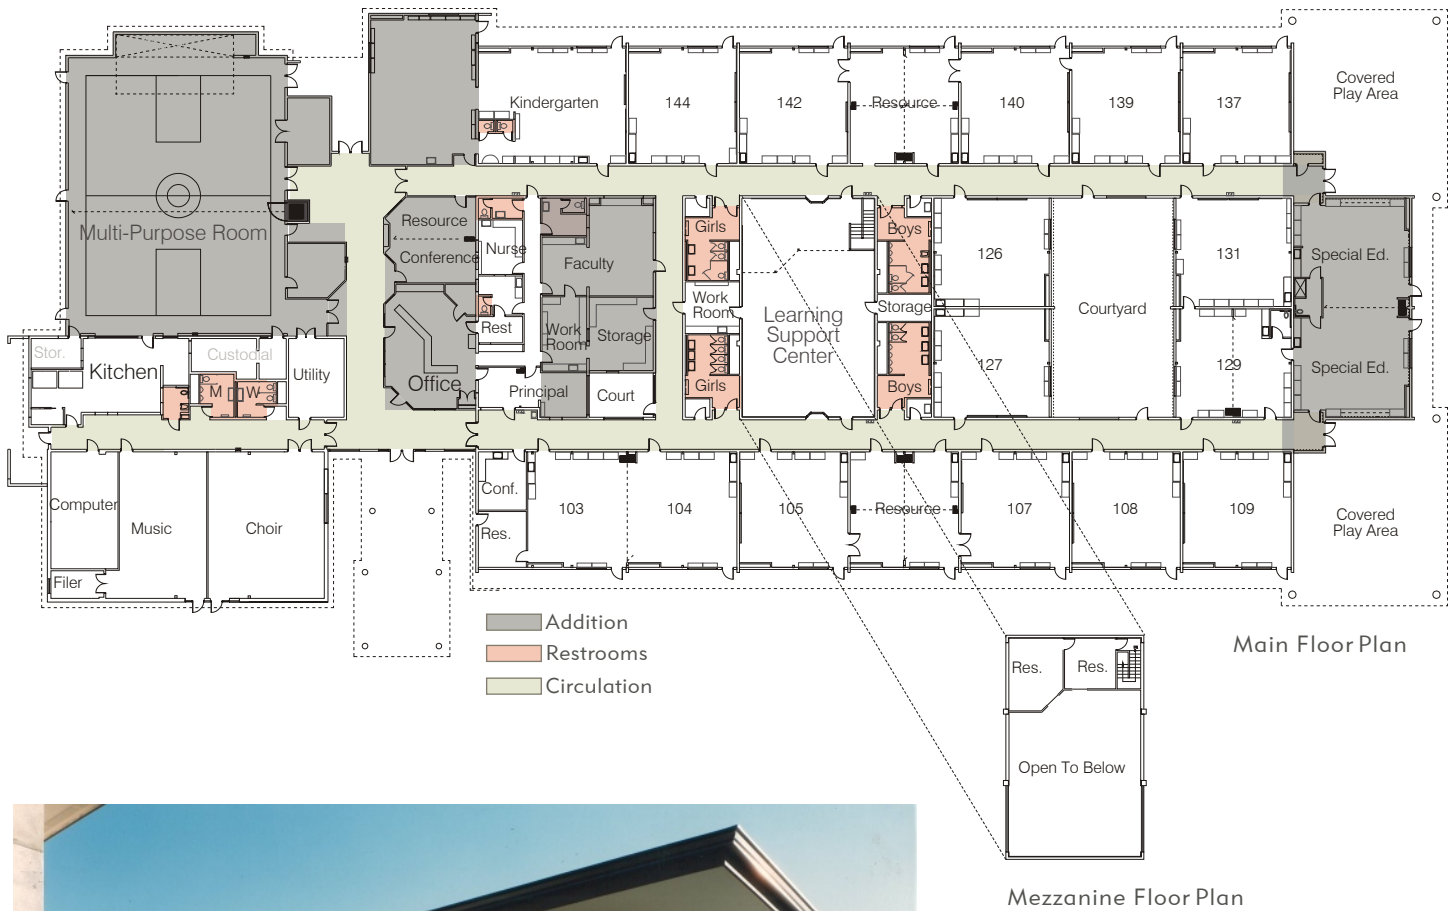 Kindergarten
144
142
Resource
140
139
137
Covered
Play Area
Multi-Purpose Room
Resource
Conference
Nurse
Faculty
Girls
Boys
126
131
Special Ed.
Work
Room
Storage
Learning
Support
Center
Courtyard
Rest
Work
Room
Storage
Stor.
Kitchen
Custodial
Utility
M
W
Office
Principal
Court
Girls
Boys
127
129
Special Ed.
Computer
Music
Choir
Filer
Conf.
Res.
103
104
105
Resource
107
108
109
Covered
Play Area
Addition
Restrooms
Circulation
Main Floor Plan
Res.
Res.
Open To Below
Mezzanine Floor Plan